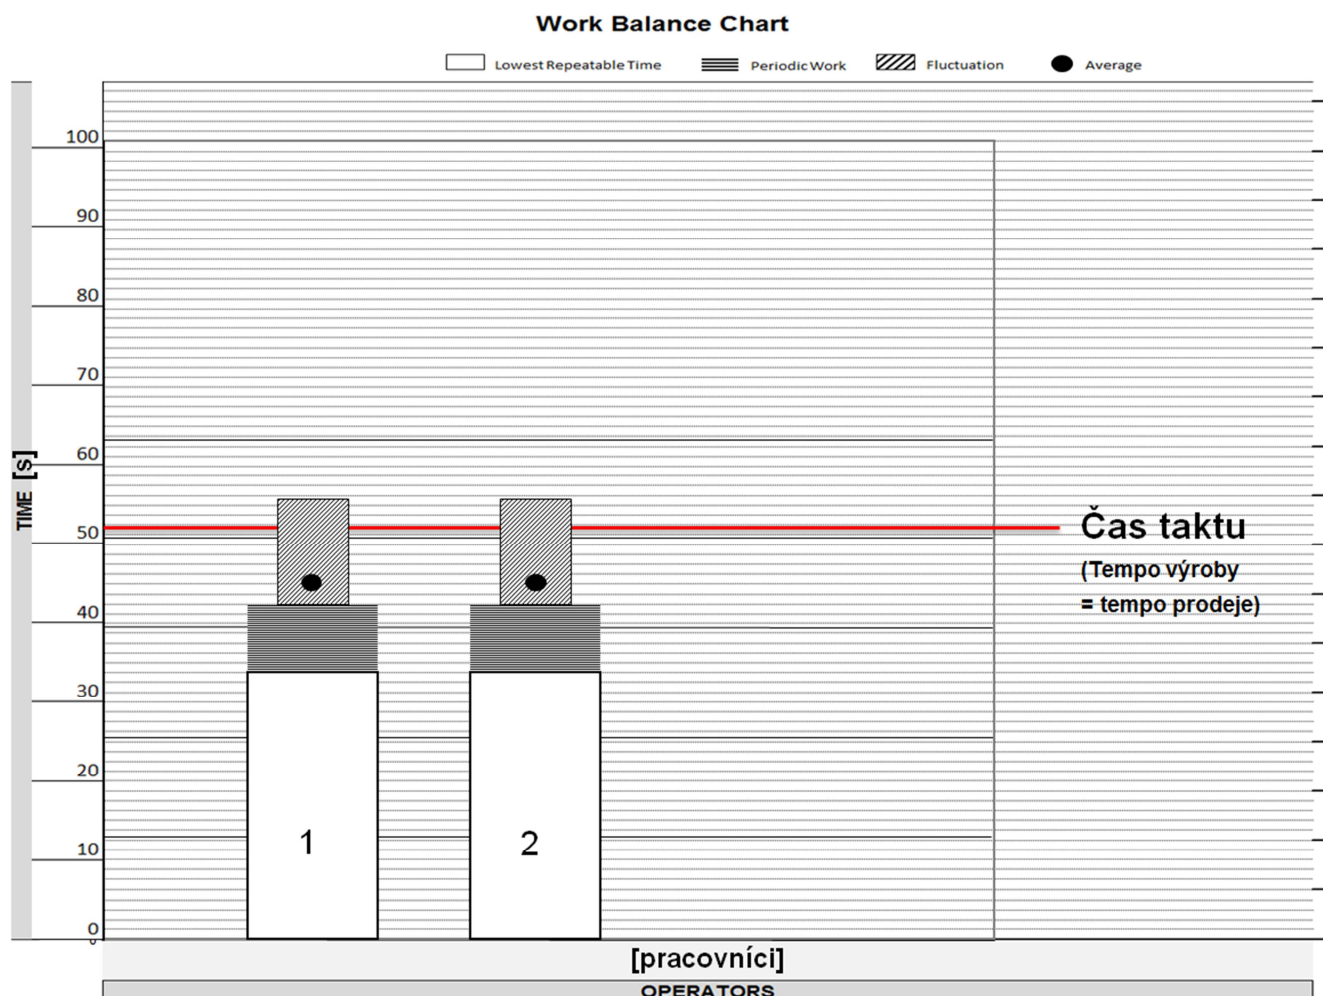 Work Balance Chart
Lowest Repeatable Time
Periodic Work
Fluctuation
Average
100
90
80
70
60
50
40
30
20
10
0
0
TIME [s]
1
2
Čas taktu
(Tempo výroby
= tempo prodeje)
[pracovníci]
OPERATORS